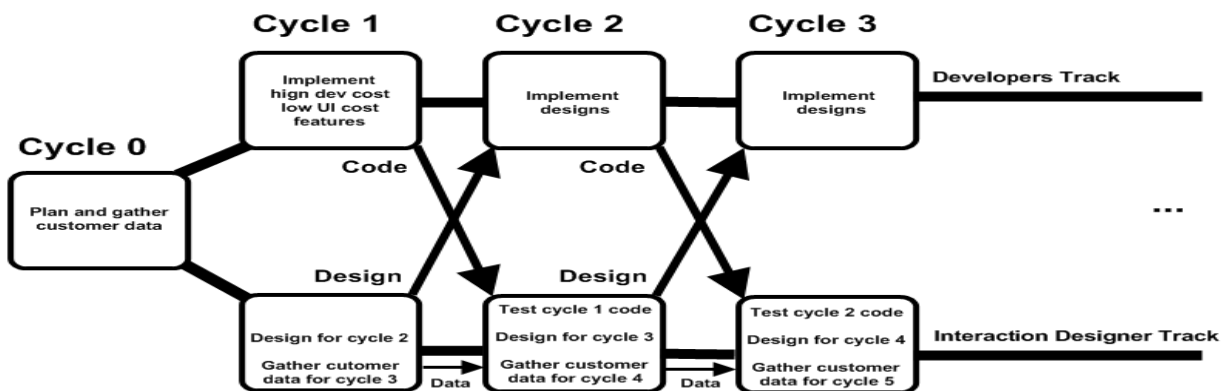 Cycle 1
Cycle 2
Cycle 3
Implement
hign dev cost
low UI cost
features
Implement
designs
Implement
designs
Developers Track
Cycle 0
Plan and gather
customer data
Code
Code
...
Design
Design
Design for cycle 2
Gather cutomer
data for cycle 3
Data
Test cycle 1 code
Design for cycle 3
Gather customer
data for cycle 4
Data
Test cycle 2 code
Design for cycle 4
Gather customer
data for cycle 5
Interaction Designer Track